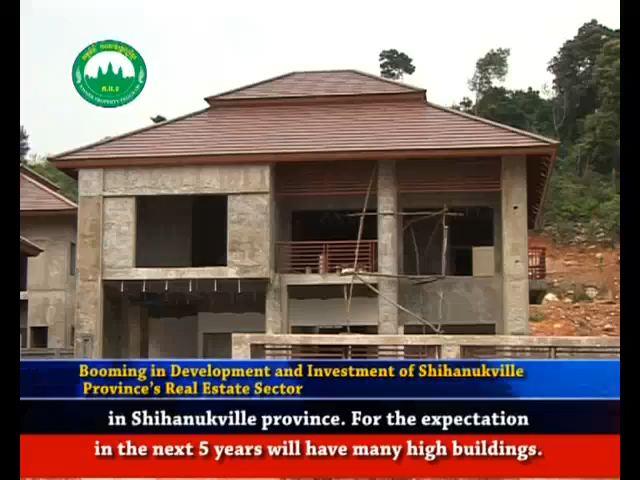 Booming in Development and Investment of Shihanukville
Province's Real Estate Sector
in Shihanukville province. For the expectation
in the next 5 years will have many high buildings.